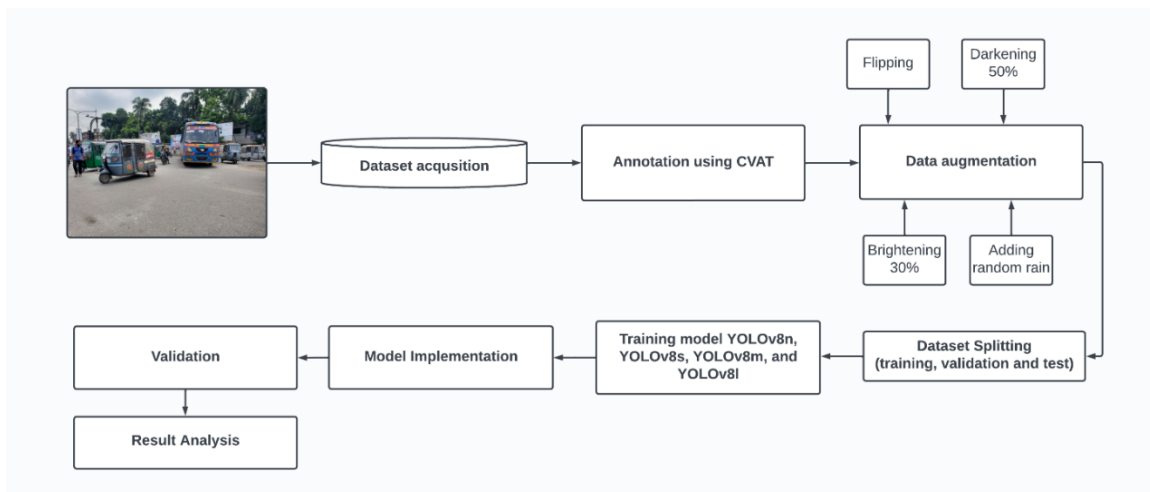 Flipping
Darkening
50%
Dataset acqusition
Annotation using CVAT
Data augmentation
Brightening
30%
Adding
random rain
Dataset Splitting
(training, validation and test)
Training model YOLOv8n,
YOLOv8s, YOLOv8m, and
YOLOv8l
Model Implementation
Validation
Result Analysis